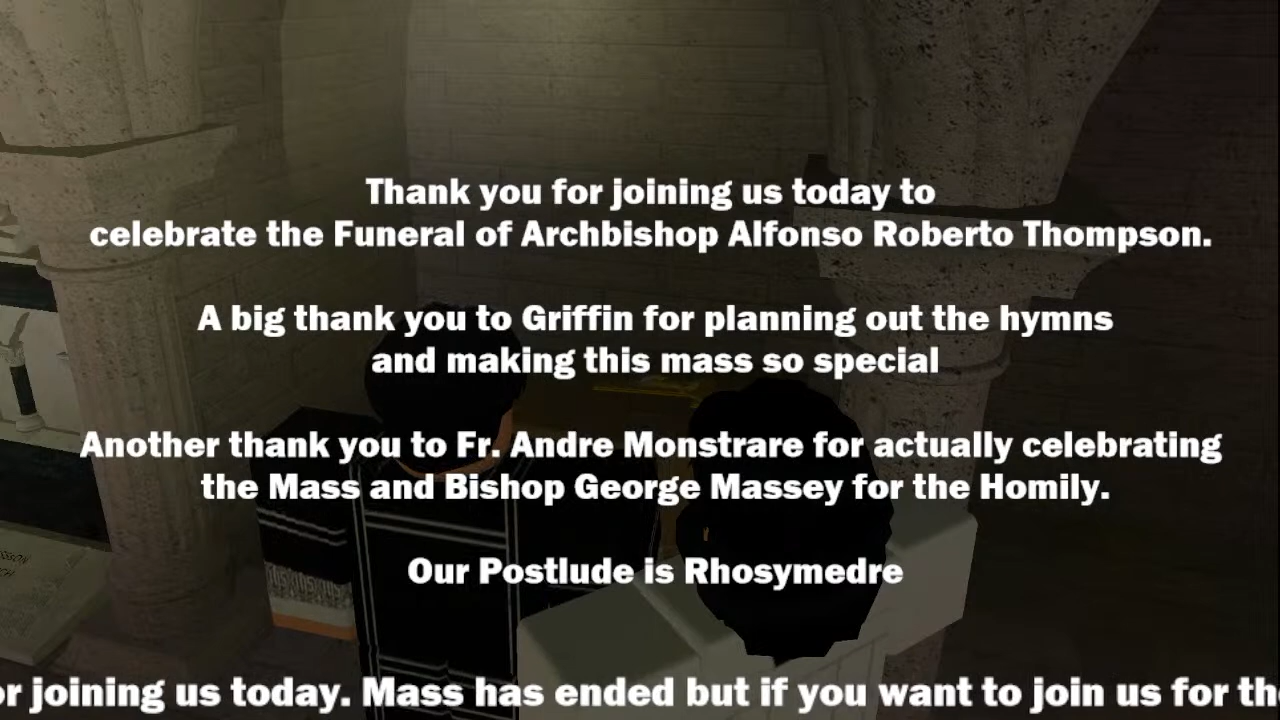 Thank you for joining us today to
celebrate the Funeral of Archbishop Alfonso Roberto Thompson.
A big thank you to Griffin for planning out the hymns
and making this mass so special
Another thank you to Fr. Andre Monstrare for actually celebrating
the Mass and Bishop George Massey for the Homily.
Our Postlude is Rhosymedre
joining us today. Mass has ended but if you want to join us for